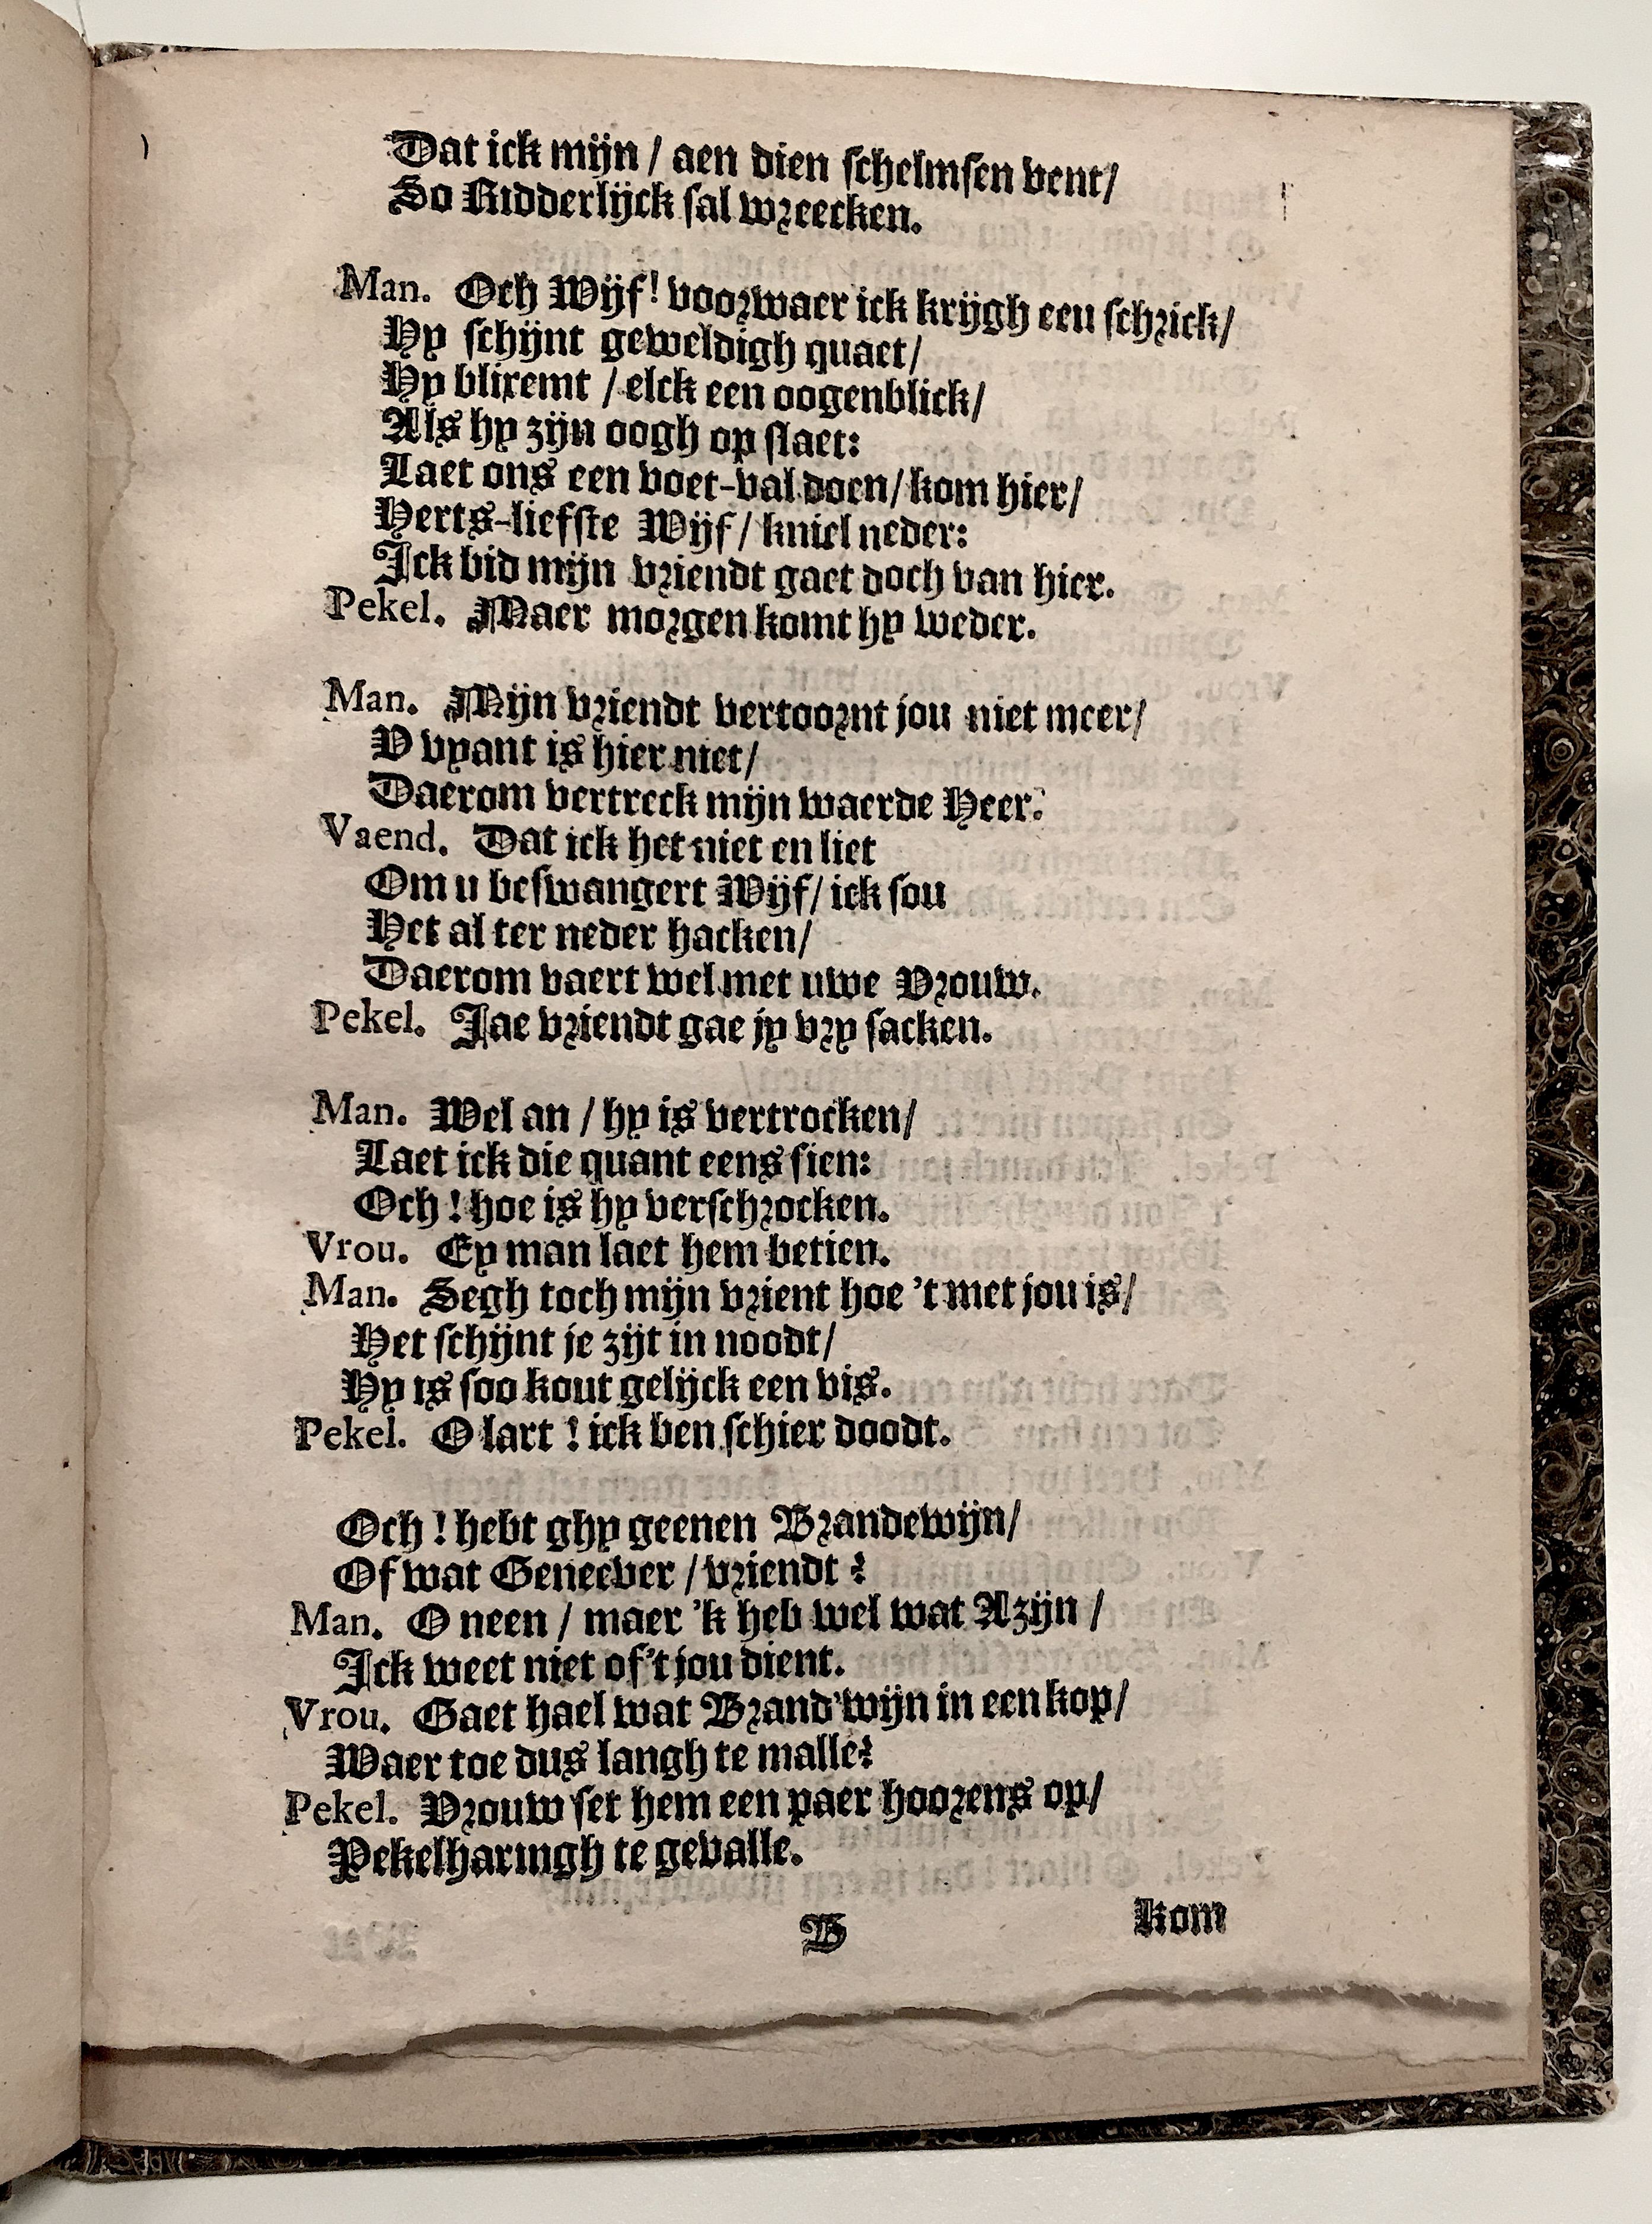 Dat ick mijn / aen dien schelmsen vent/
So Ridderlijck sal wreecken.
Man. Och Wijf! voorwaer ick krijgh een schrick/
Hy schijnt geweldigh quaet/
Hy blixemt / elck een oogenblick/
Als hy zijn oogh op slaet:
Laet ons een voet-val doen/ kom hier/
Herts-liefste Wijf / kniel neder:
Ick bid mijn vriendt gaet doch van hier.
Pekel. Maer morgen komt hy weder.
Man. Mijn vriendt vertoornt jou niet meer/
V vyant is hier niet/
Daerom vertreck mijn waerde Heer.
Vaend. Dat ick het niet en liet
Om u beswangert Wijf/ ick sou
Het al ter neder hacken/
Daerom vaert wel met uwe Vrouw.
Pekel. Jae vriendt gae jy vry sacken.
Man. Wel an / hy is vertrocken/
Laet ick die quant eens sien:
Och ! hoe is hy verschrocken.
Vrou. Ey man laet hem betien.
Man. Segh toch mijn vrient hoe 't met jou is/
Het schijnt je zijt in noodt/
Hy is soo kout gelijck een vis.
Pekel. O lart ! ick ben schier doodt.
Och ! hebt ghy geenen Brandewijn/
Of wat Geneever / vriendt ?
Man. O neen / maer 'k heb wel wat Azijn /
Ick weet niet of 't jou dient.
Vrou. Gaet hael wat Brand'wijn in een kop/
Waer toe dus langh te malle?
Pekel. Vrouw set hem een paer hoorens op/
Pekelharingh te gevalle.
B
kom